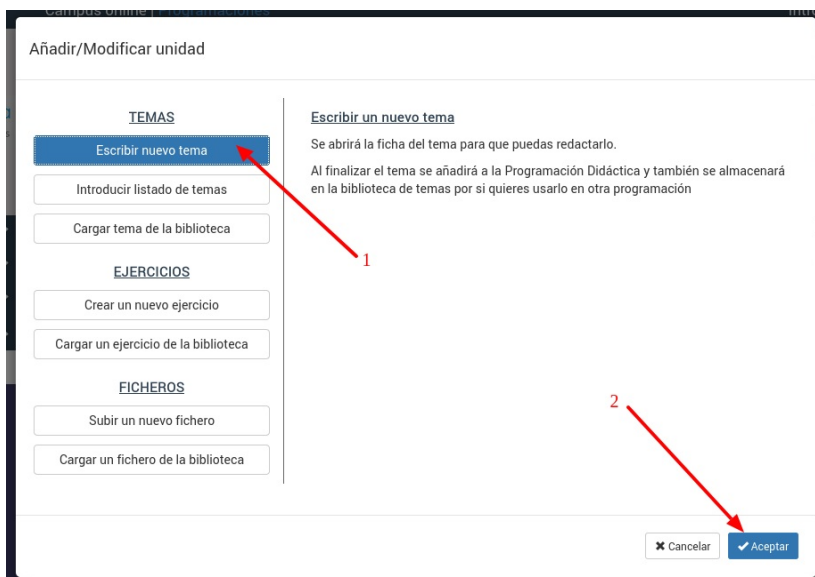 Campus online | Programaciones
Añadir/Modificar unidad
TEMAS
Escribir nuevo tema
Introducir listado de temas
Cargar tema de la biblioteca
EJERCICIOS
Crear un nuevo ejercicio
Cargar un ejercicio de la biblioteca
FICHEROS
Subir un nuevo fichero
Cargar un fichero de la biblioteca
Escribir un nuevo tema
Se abrirá la ficha del tema para que puedas redactarlo.
Al finalizar el tema se añadirá a la Programación Didáctica y también se almacenará
en la biblioteca de temas por si quieres usarlo en otra programación
1
2
Cancelar
Aceptar